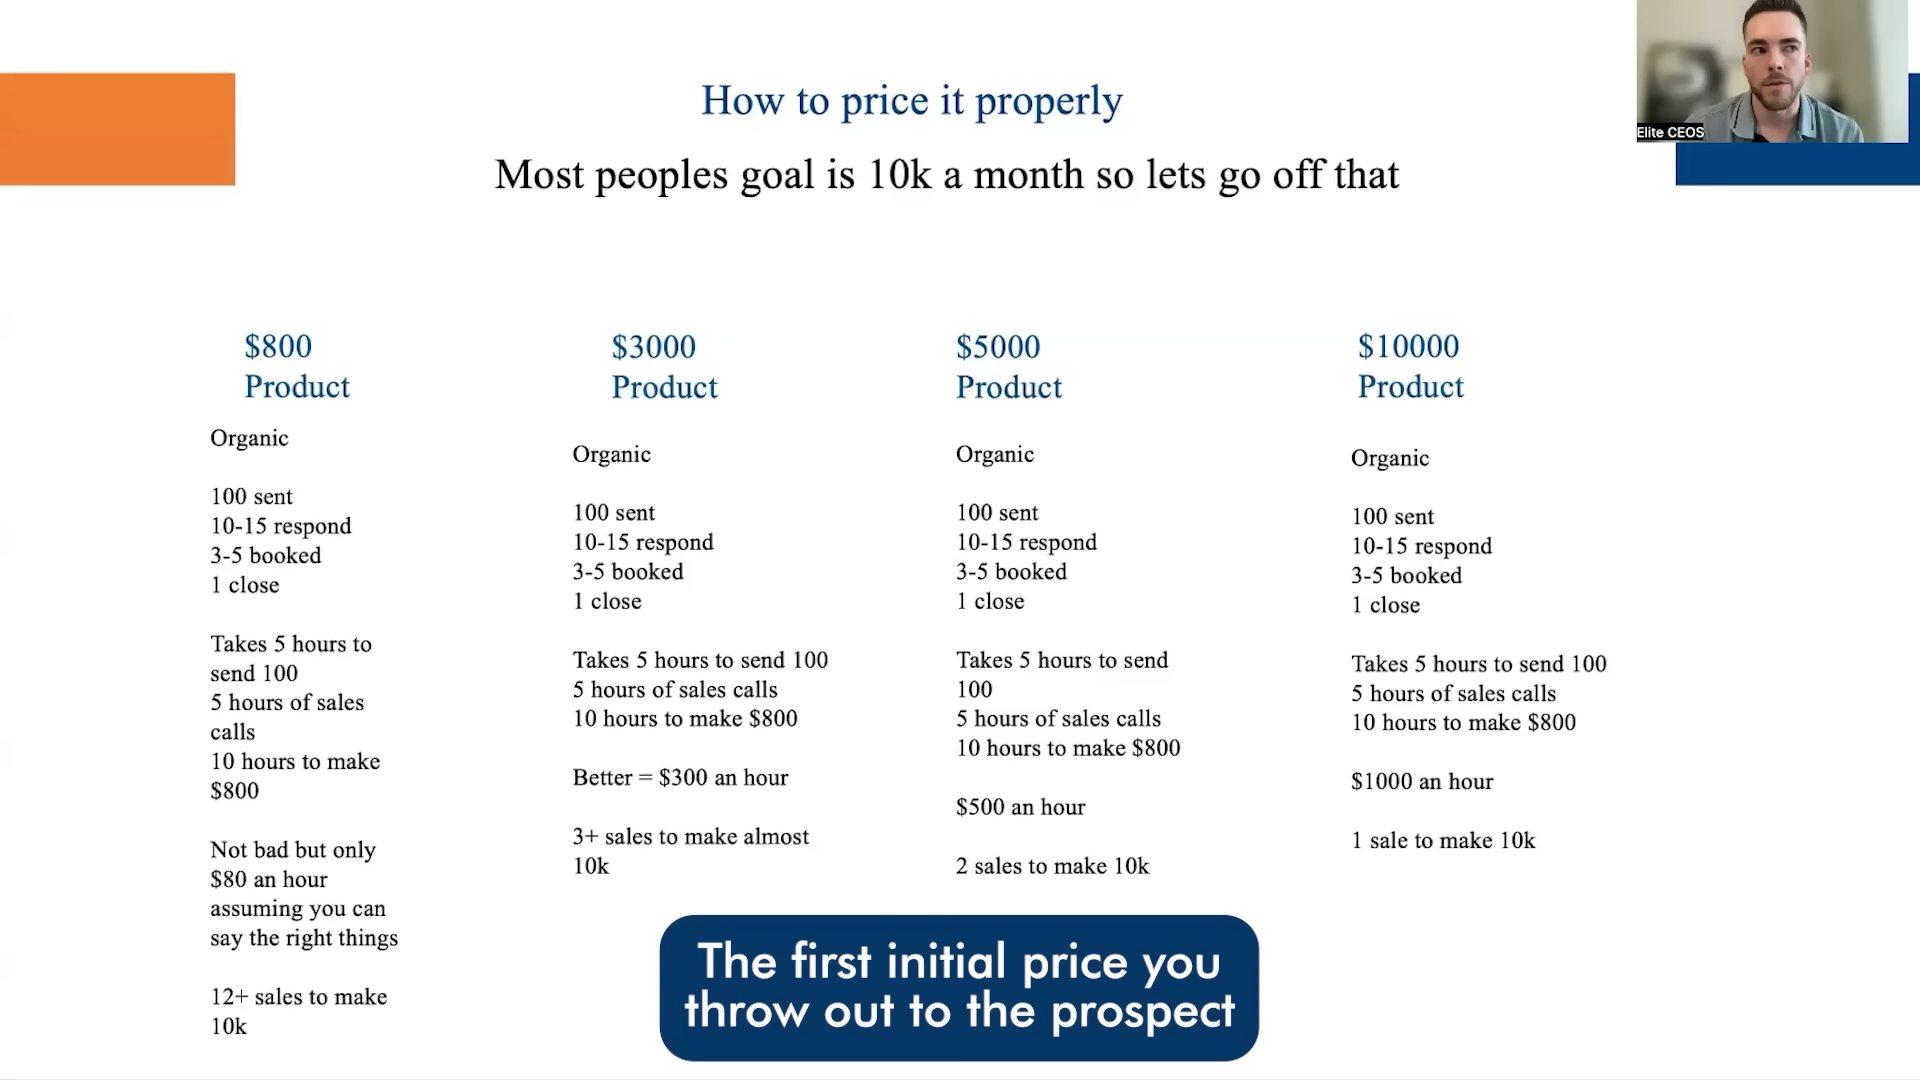 How to price it properly
Most peoples goal is 10k a month so lets go off that
Elite CEOS
$800
Product
Organic
100 sent
10-15 respond
3-5 booked
1 close
Takes 5 hours to
send 100
5 hours of sales
calls
10 hours to make
$800
Not bad but only
$80 an hour
assuming you can
say the right things
12+ sales to make
10k
$3000
Product
Organic
100 sent
10-15 respond
3-5 booked
1 close
Takes 5 hours to send 100
5 hours of sales calls
10 hours to make $800
Better = $300 an hour
3+ sales to make almost
10k
$5000
Product
Organic
100 sent
10-15 respond
3-5 booked
1 close
Takes 5 hours to send
100
5 hours of sales calls
10 hours to make $800
$500 an hour
2 sales to make 10k
$10000
Product
Organic
100 sent
10-15 respond
3-5 booked
1 close
Takes 5 hours to send 100
5 hours of sales calls
10 hours to make $800
$1000 an hour
1 sale to make 10k
The first initial price you
throw out to the prospect